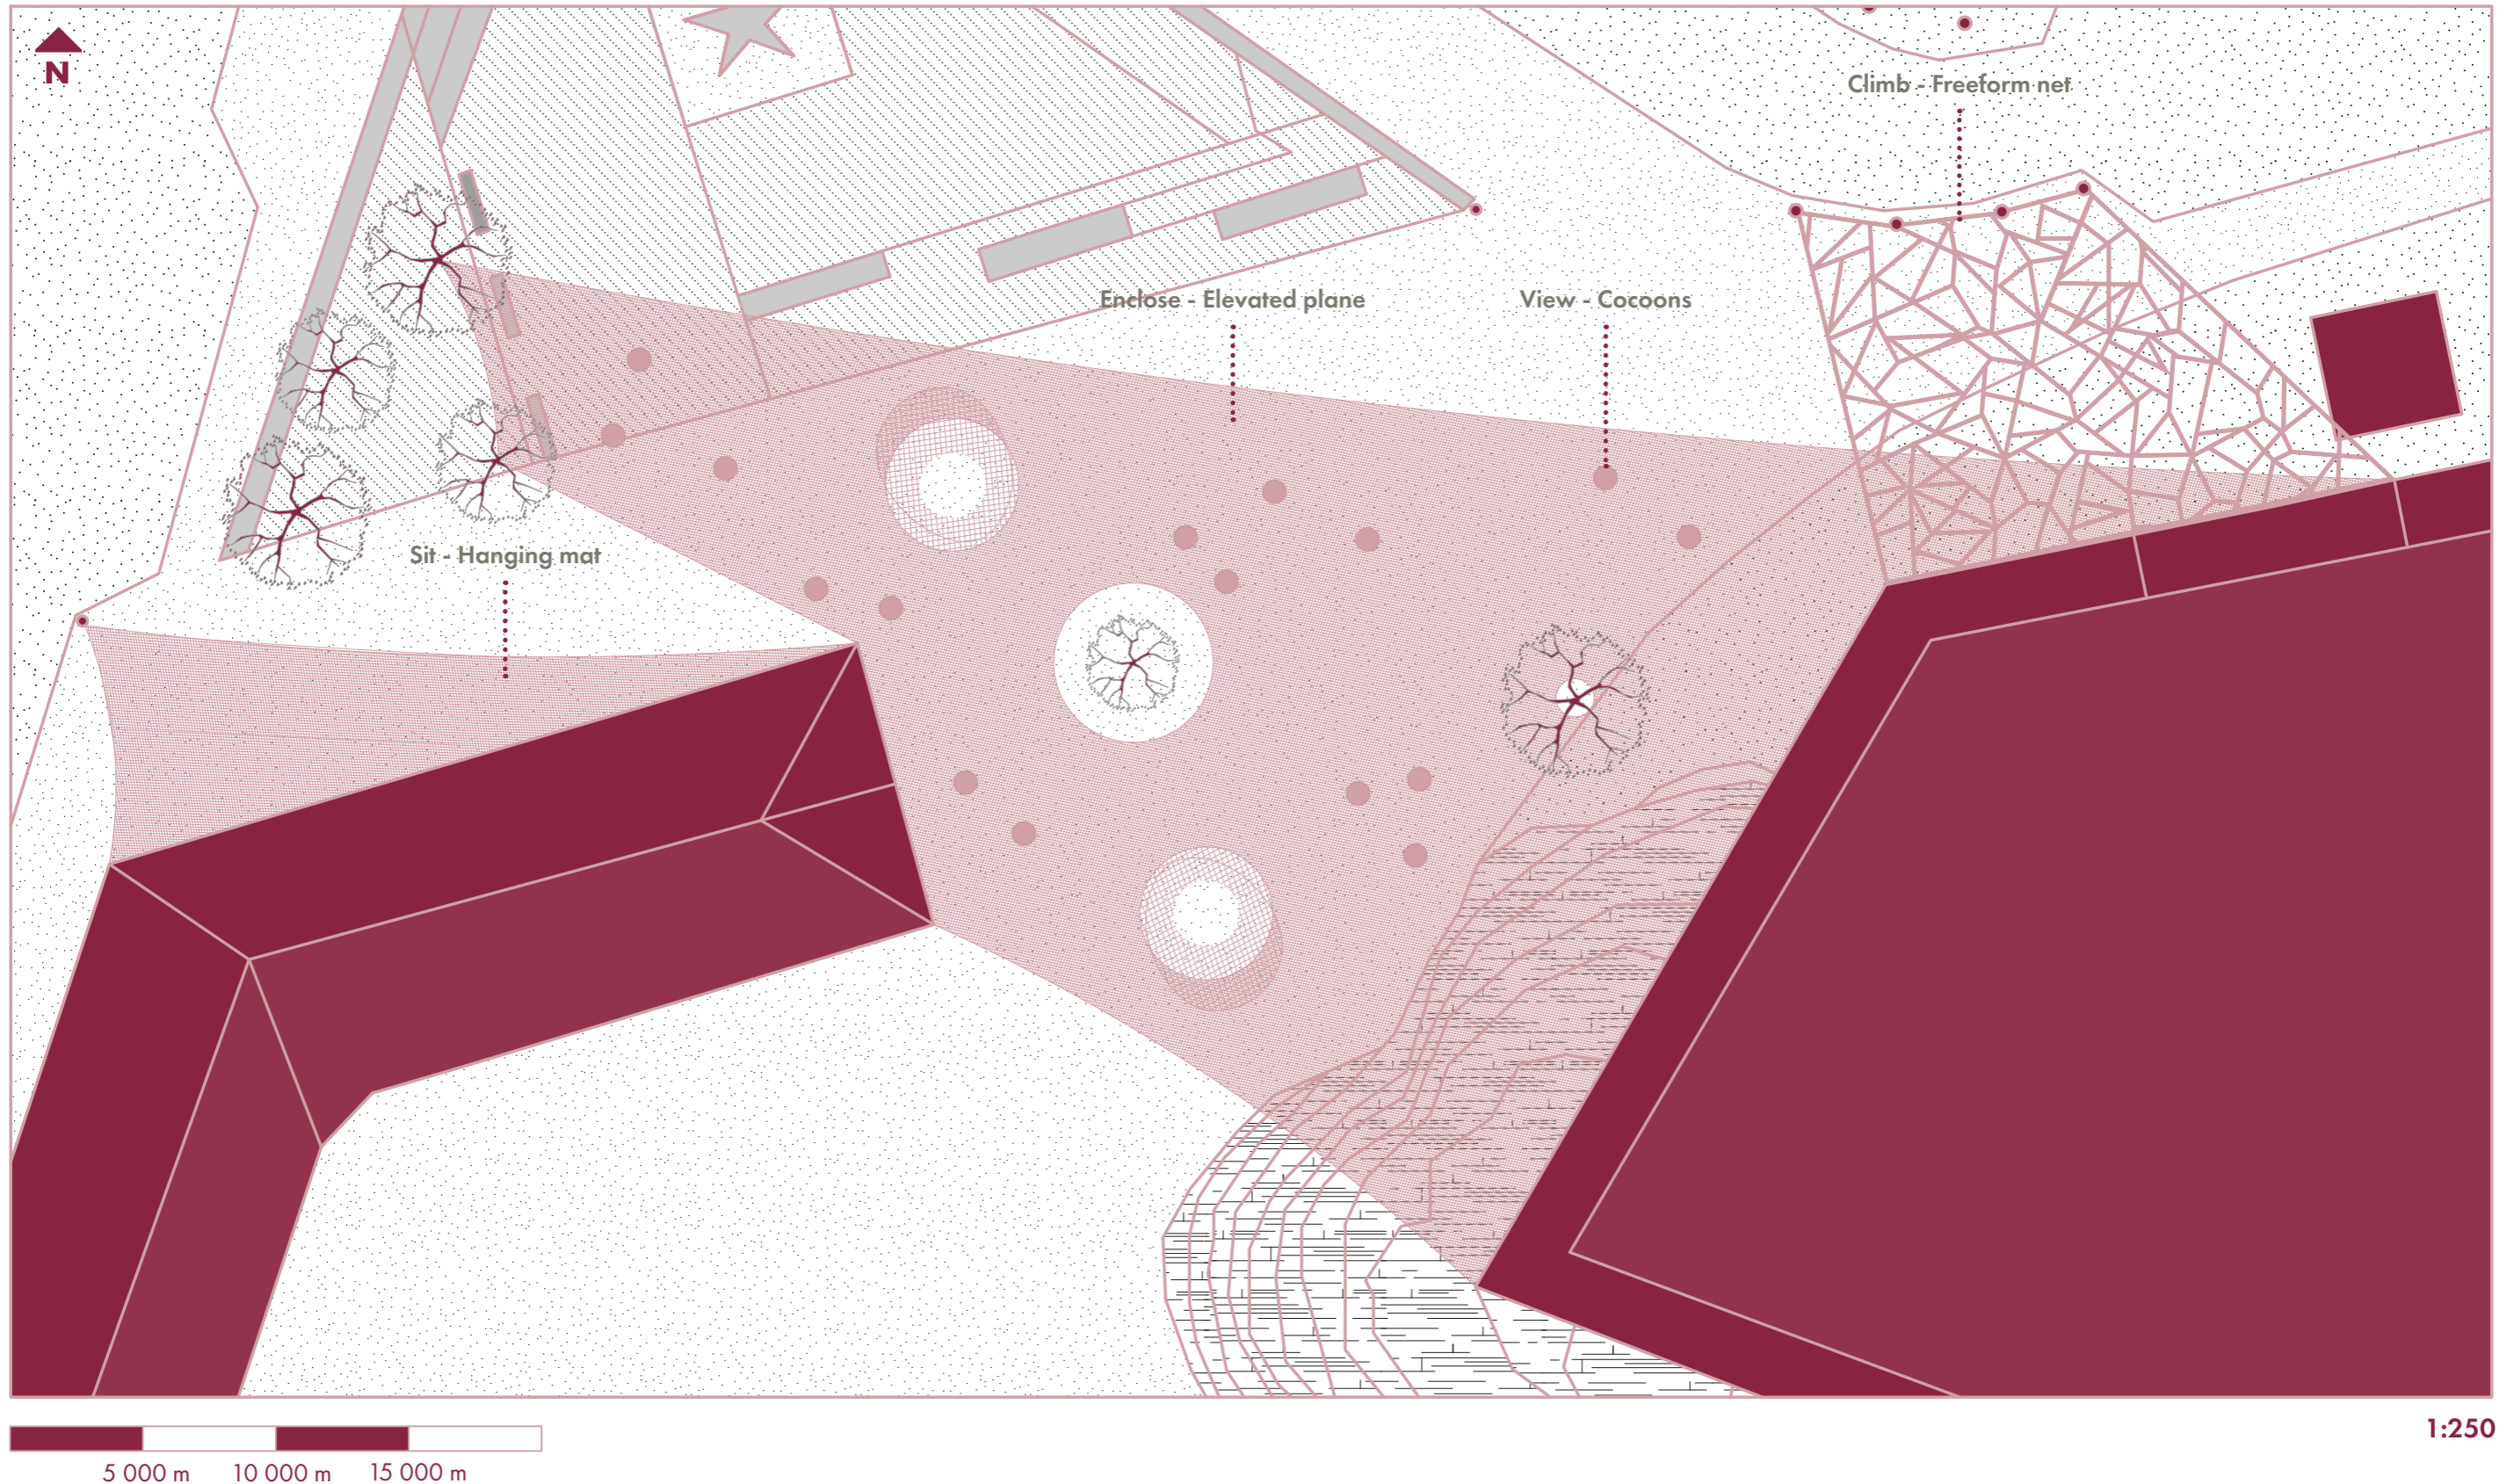 N
Climb - Freeform net
Enclose - Elevated plane
View - Cocoons
Sit - Hanging mat
1:250
5 000 m
10 000 m
15 000 m